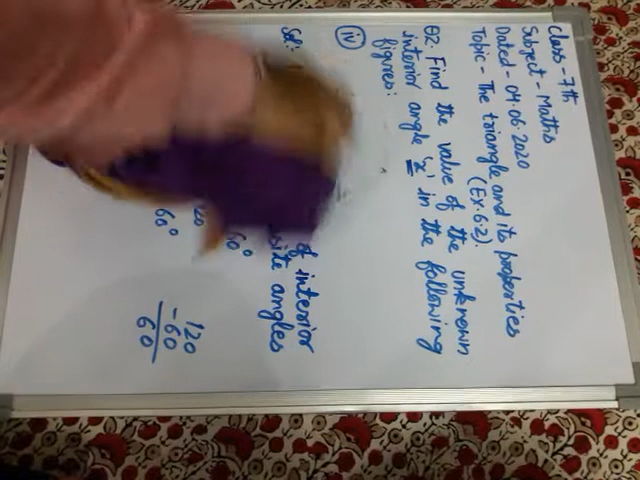 Class - 7th
Subject - Maths
Dated - 04.06.2020
Topic - The triangle and its properties
(Ex. 6.2)
Q2. Find the value of the unknown
interior angle 'x' in the following
figures:
iv
Sol:
of interior
site angles
60°
20
60°
120
-60
60